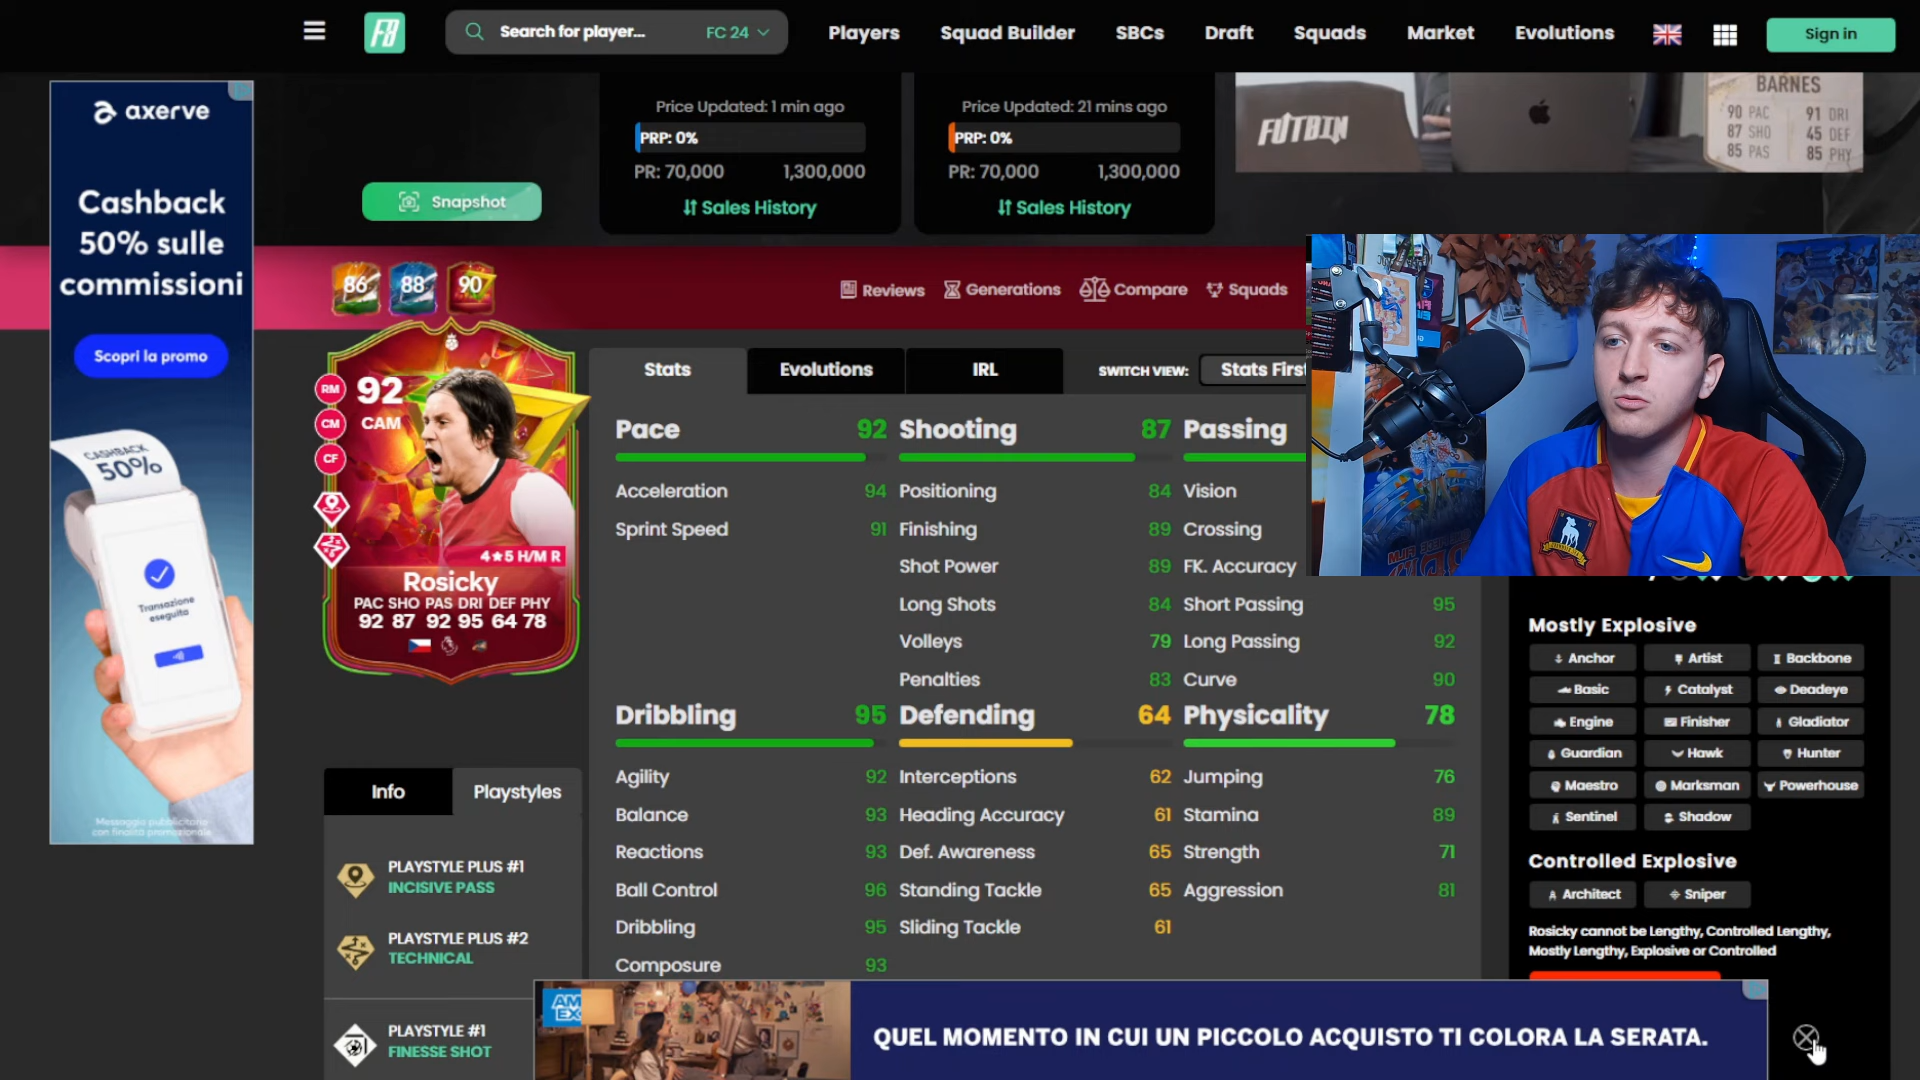 Search for player...
FC 24
Players
Squad Builder
SBCs
Draft
Squads
Market
Evolutions
Sign in
axerve
Cashback
50% sulle
commissioni
Scopri la promo
CASHBACK
50%
Transazione
eseguita
Messaggio pubblicitario
con finalità promozionale
Price Updated: 1 min ago
PRP: 0%
PR: 70,000
1,300,000
Sales History
Price Updated: 21 mins ago
PRP: 0%
PR: 70,000
1,300,000
Sales History
FUTBIN
BARNES
90 PAC 91 DRI
87 SHO 45 DEF
85 PAS 85 PHY
Snapshot
86
88
90
Reviews
Generations
Compare
Squads
RM
CM
CF
92
CAM
4★5 H/M R
Rosicky
PAC SHO PAS DRI DEF PHY
92 87 92 95 64 78
Stats
Evolutions
IRL
SWITCH VIEW:
Stats First
Pace 92
Acceleration 94
Sprint Speed 91
Shooting 87
Positioning 84
Finishing 89
Shot Power 89
Long Shots 84
Volleys 79
Penalties 83
Passing
Vision
Crossing
FK. Accuracy
Short Passing 95
Long Passing 92
Curve 90
Dribbling 95
Agility 92
Balance 93
Reactions 93
Ball Control 96
Dribbling 95
Composure 93
Defending 64
Interceptions 62
Heading Accuracy 61
Def. Awareness 65
Standing Tackle 65
Sliding Tackle 61
Physicality 78
Jumping 76
Stamina 89
Strength 71
Aggression 81
Info
Playstyles
PLAYSTYLE PLUS #1
INCISIVE PASS
PLAYSTYLE PLUS #2
TECHNICAL
PLAYSTYLE #1
FINESSE SHOT
Mostly Explosive
Anchor
Artist
Backbone
Basic
Catalyst
Deadeye
Engine
Finisher
Gladiator
Guardian
Hawk
Hunter
Maestro
Marksman
Powerhouse
Sentinel
Shadow
Controlled Explosive
Architect
Sniper
Rosicky cannot be Lengthy, Controlled Lengthy,
Mostly Lengthy, Explosive or Controlled
AM
EX
QUEL MOMENTO IN CUI UN PICCOLO ACQUISTO TI COLORA LA SERATA.